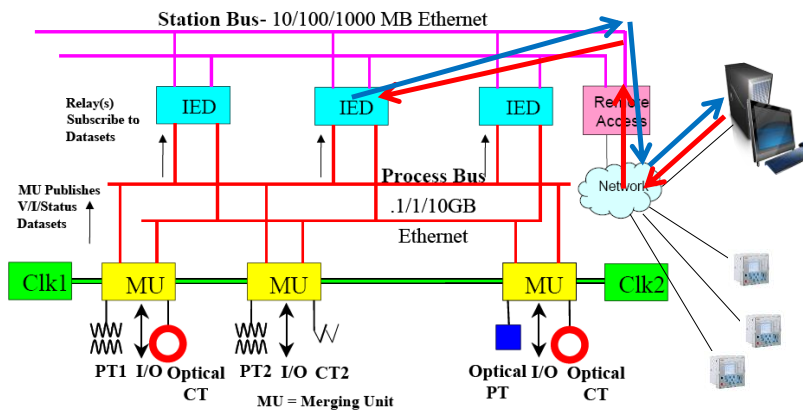 Station Bus- 10/100/1000 MB Ethernet
Relay(s)
Subscribe to
Datasets
IED
IED
IED
Remote
Access
MU Publishes
V/I/Status
Datasets
Process Bus
.1/1/10GB
Ethernet
Network
Clk1
MU
MU
MU
Clk2
PT1
I/O
Optical
CT
PT2
I/O
CT2
Optical
PT
I/O
Optical
CT
MU = Merging Unit